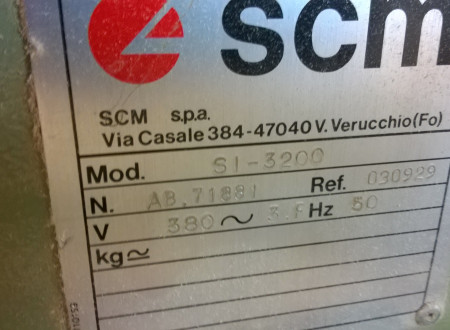 scm
SCM s.p.a.
Via Casale 384-47040 V. Verucchio (Fo)
Mod. SI-3200
N. AB.71881 Ref. 030929
V 380~ 3.F Hz 50
kg≃